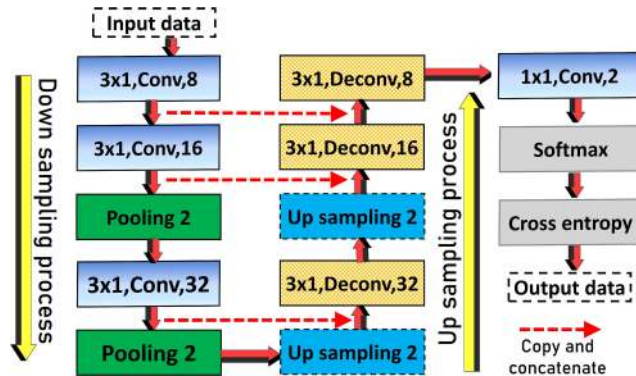 Input data
Down sampling process
3x1,Conv,8
3x1,Conv,16
Pooling 2
3x1,Conv,32
Pooling 2
3x1,Deconv,8
3x1,Deconv,16
Up sampling 2
3x1,Deconv,32
Up sampling 2
Up sampling process
1x1,Conv,2
Softmax
Cross entropy
Output data
Copy and
concatenate